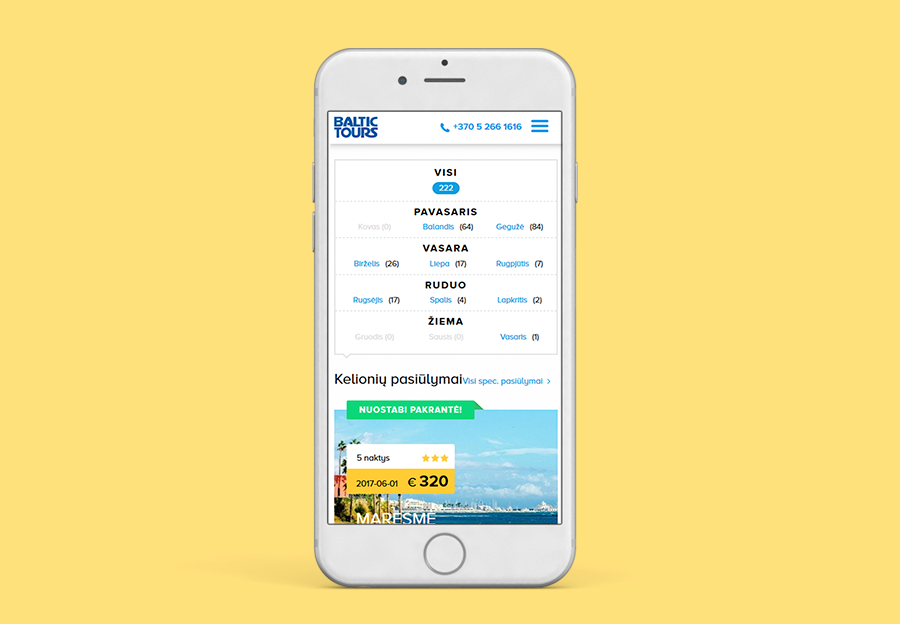 BALTIC
TOURS
+370 5 266 1616
VISI
222
PAVASARIS
Kovas (0) Balandis (64) Gegužė (84)
VASARA
Birželis (26) Liepa (17) Rugpjūtis (7)
RUDUO
Rugsėjis (17) Spalis (4) Lapkritis (2)
ŽIEMA
Gruodis (0) Sausis (0) Vasaris (1)
Kelionių pasiūlymai Visi spec. pasiūlymai >
NUOSTABI PAKRANTĖ!
5 naktys
2017-06-01 € 320
MARESME